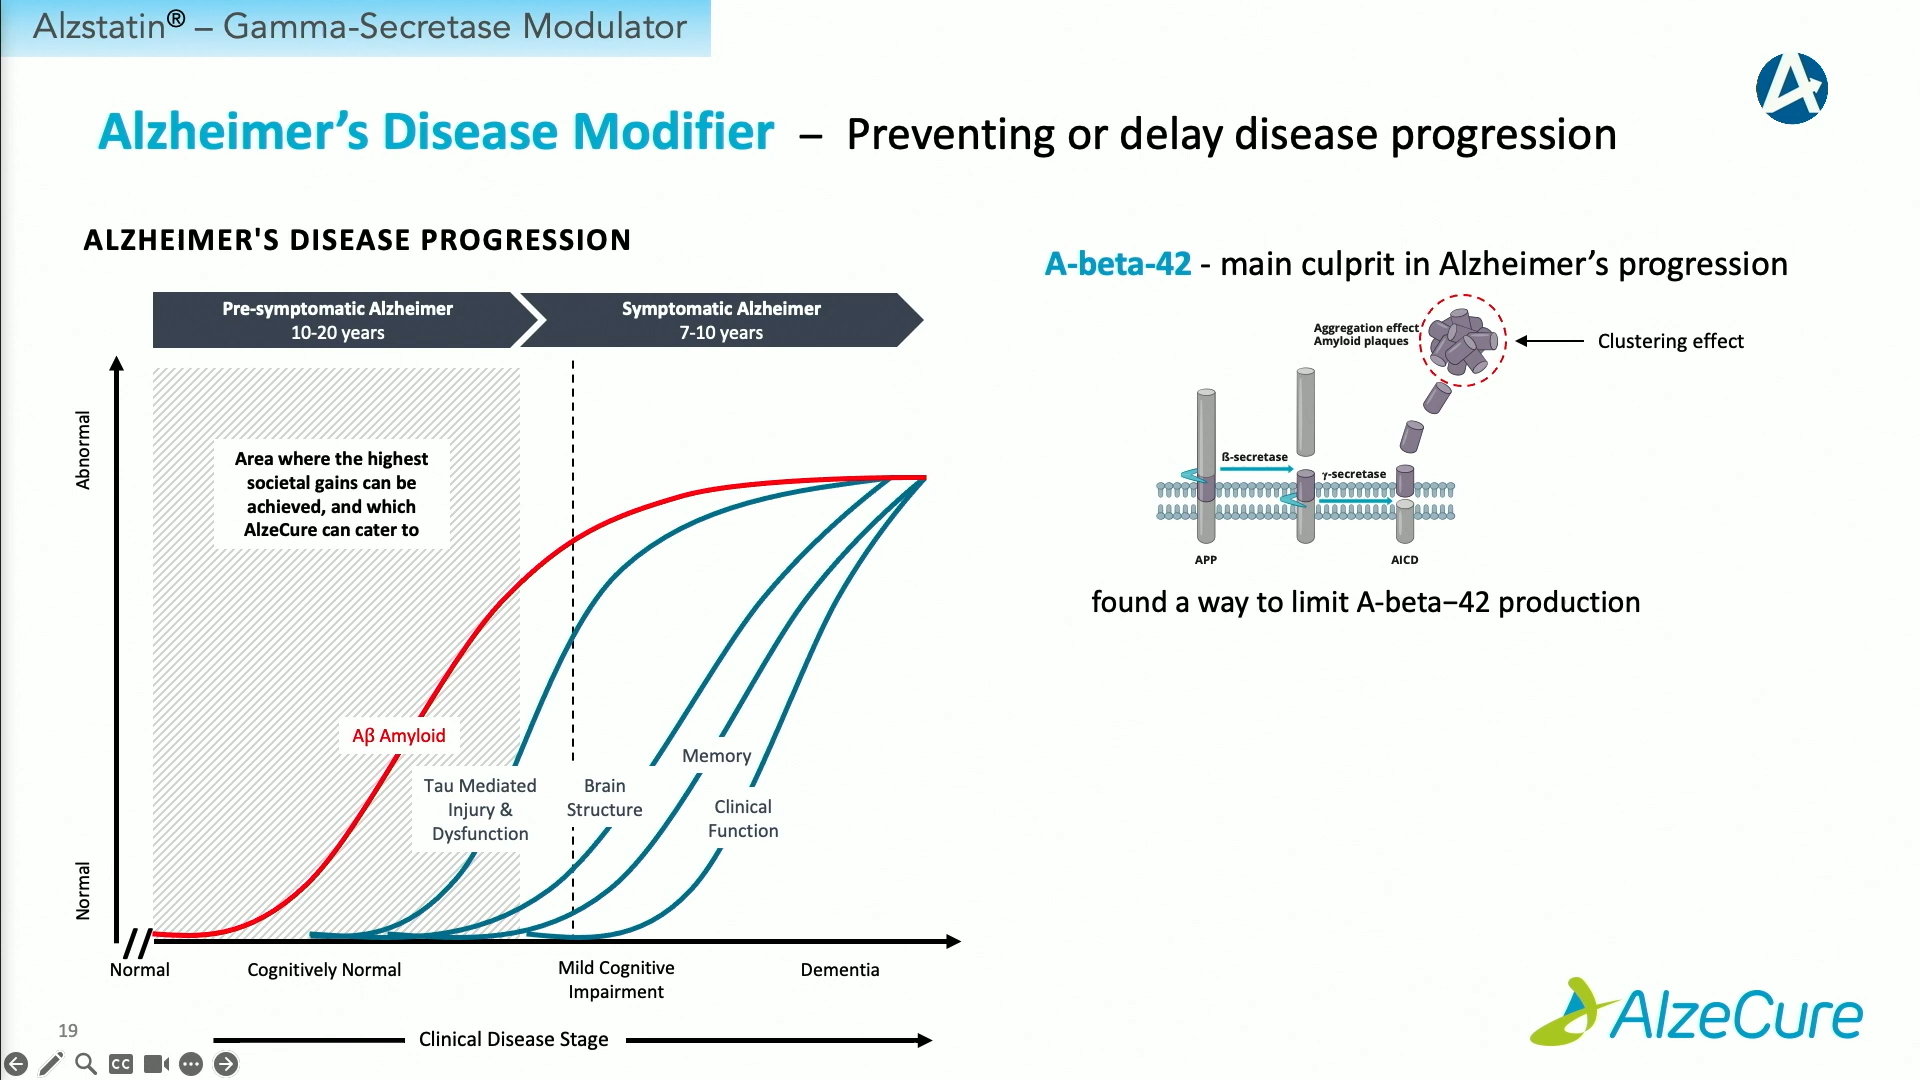 Alzstatin® – Gamma-Secretase Modulator
Alzheimer’s Disease Modifier – Preventing or delay disease progression
ALZHEIMER'S DISEASE PROGRESSION
Pre-symptomatic Alzheimer
10-20 years
Symptomatic Alzheimer
7-10 years
Abnormal
Normal
Area where the highest
societal gains can be
achieved, and which
AlzeCure can cater to
Aβ Amyloid
Tau Mediated
Injury &
Dysfunction
Brain
Structure
Memory
Clinical
Function
Normal
Cognitively Normal
Mild Cognitive
Impairment
Dementia
Clinical Disease Stage
A-beta-42 - main culprit in Alzheimer’s progression
Aggregation effect
Amyloid plaques
Clustering effect
ß-secretase
γ-secretase
APP
AICD
found a way to limit A-beta–42 production
19
CC
AlzeCure